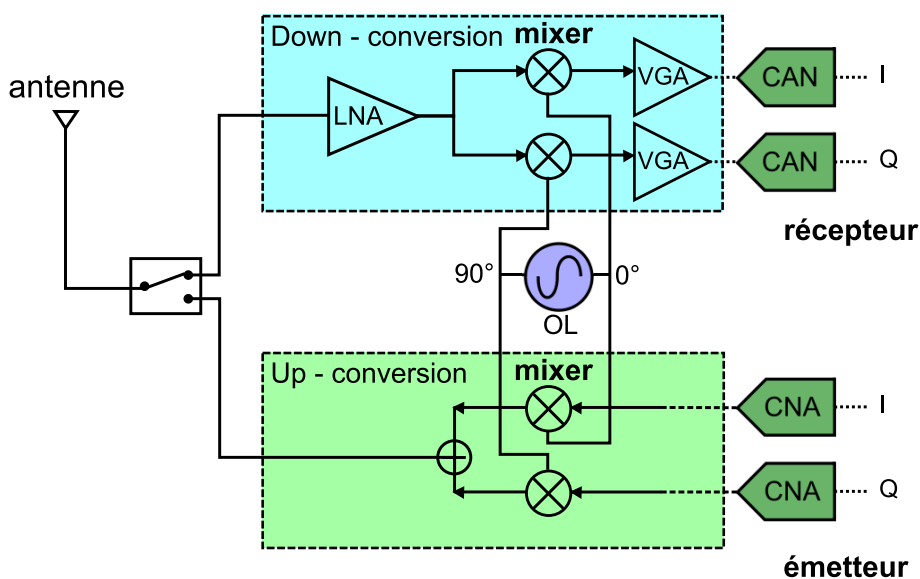 Down - conversion mixer
antenne
LNA
VGA
CAN
I
VGA
CAN
Q
récepteur
90°
0°
OL
Up - conversion
mixer
CNA
I
CNA
Q
émetteur